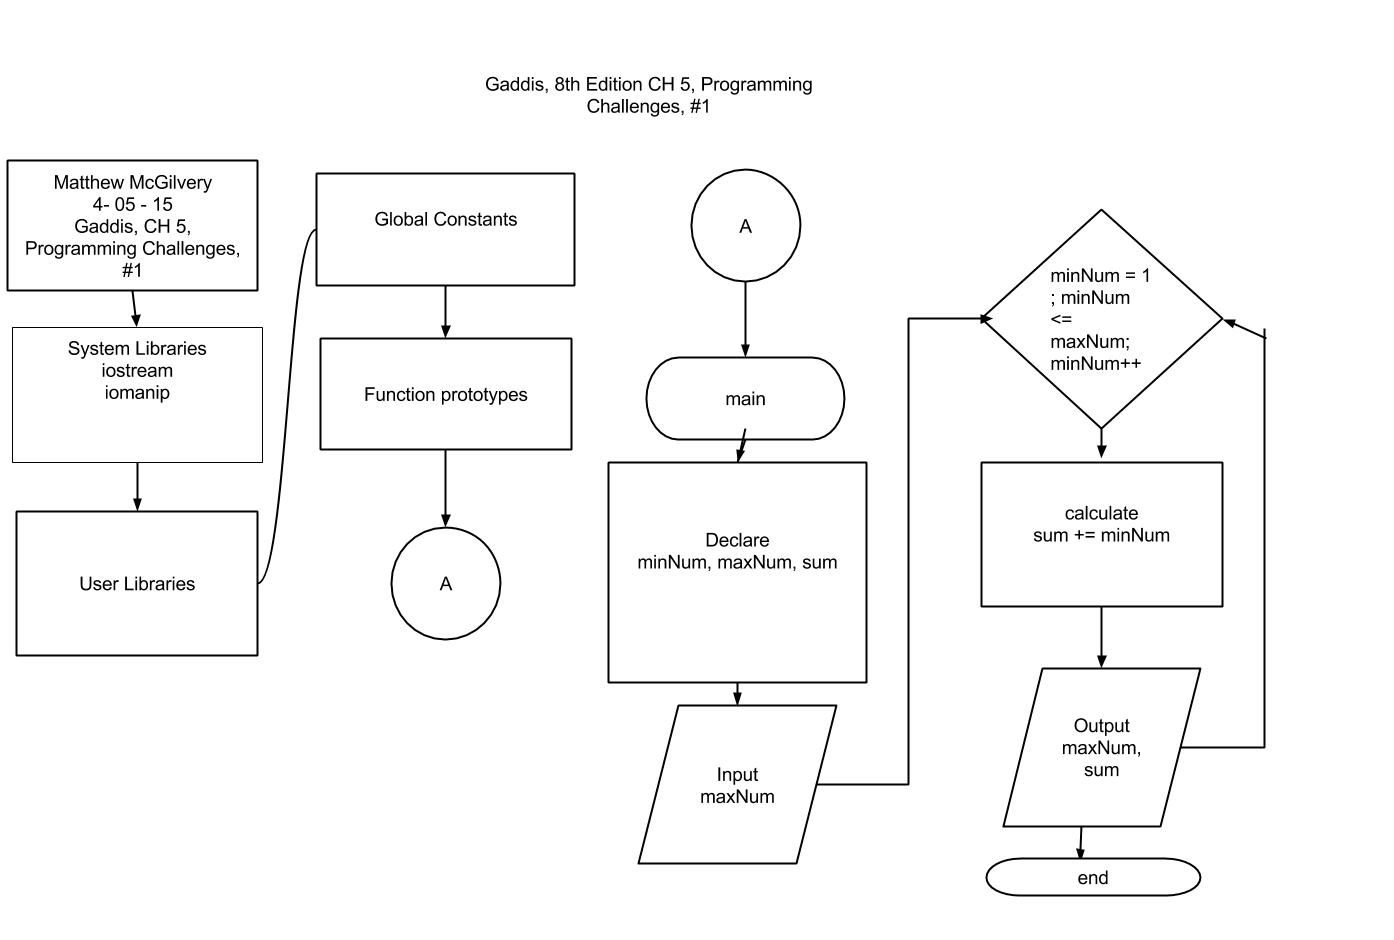 Gaddis, 8th Edition CH 5, Programming
Challenges, #1
Matthew McGilvery
4- 05 - 15
Gaddis, CH 5,
Programming Challenges,
#1
System Libraries
iostream
iomanip
User Libraries
Global Constants
Function prototypes
A
A
main
Declare
minNum, maxNum, sum
Input
maxNum
minNum = 1
; minNum
<=
maxNum;
minNum++
calculate
sum += minNum
Output
maxNum,
sum
end